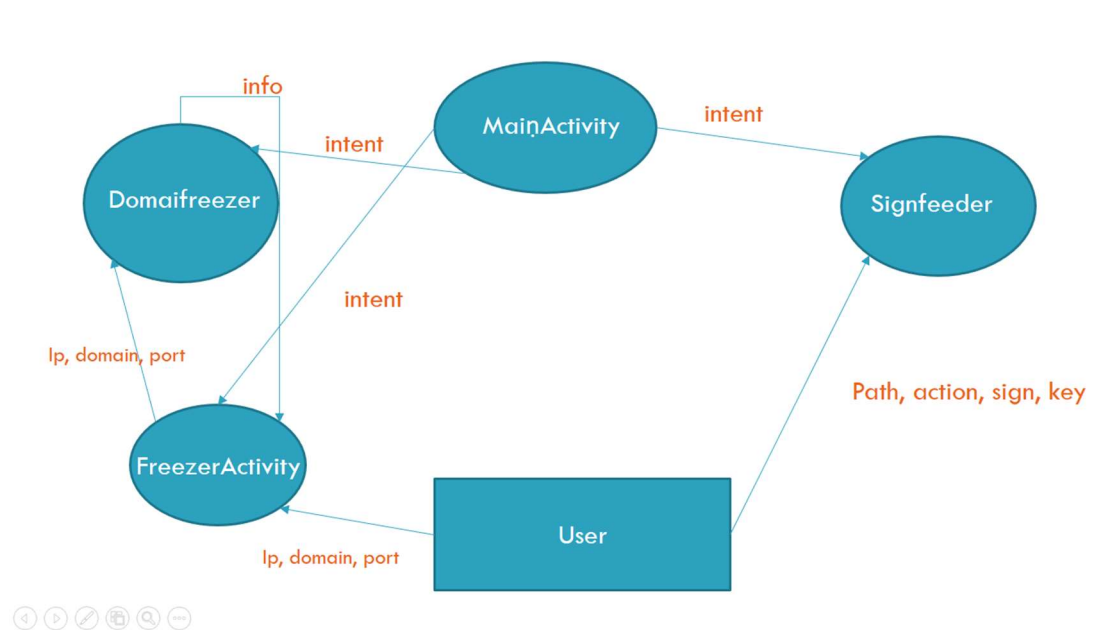 info
MaiņActivity
intent
intent
Domaifreezer
Signfeeder
intent
Ip, domain, port
Path, action, sign, key
FreezerActivity
User
Ip, domain, port